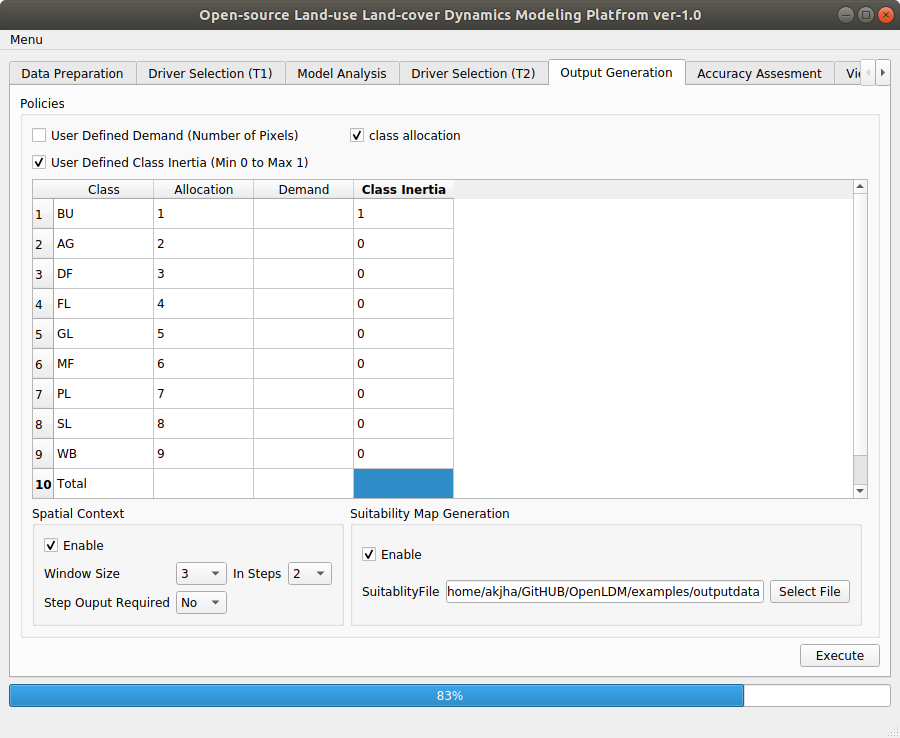 Open-source Land-use Land-cover Dynamics Modeling Platfrom ver-1.0
Menu
Data Preparation Driver Selection (T1) Model Analysis Driver Selection (T2) Output Generation Accuracy Assesment
Policies
User Defined Demand (Number of Pixels) class allocation
User Defined Class Inertia (Min 0 to Max 1)
Class Allocation Demand Class Inertia
1 BU 1 1
2 AG 2 0
3 DF 3 0
4 FL 4 0
5 GL 5 0
6 MF 6 0
7 PL 7 0
8 SL 8 0
9 WB 9 0
10 Total
Spatial Context Suitability Map Generation
Enable Enable
Window Size 3 In Steps 2
SuitablityFile home/akjha/GitHUB/OpenLDM/examples/outputdata Select File
Step Ouput Required No
Execute
83%